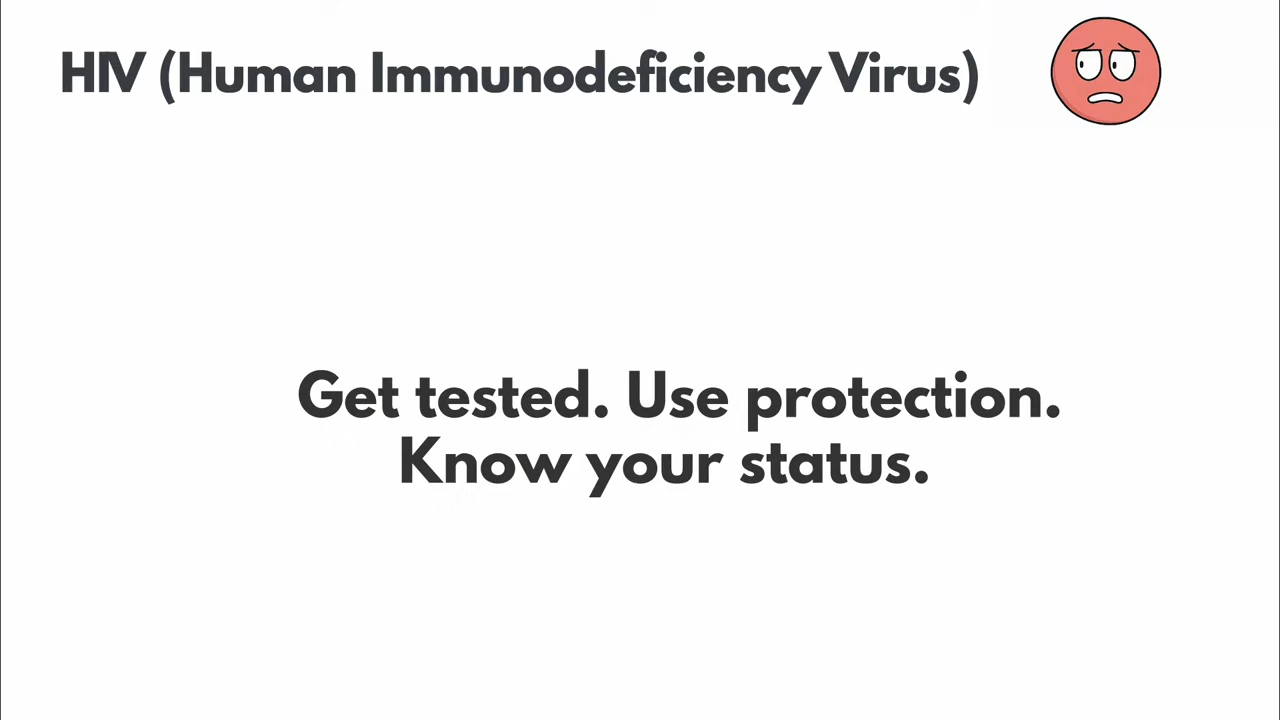 HIV (Human Immunodeficiency Virus)
Get tested. Use protection.
Know your status.